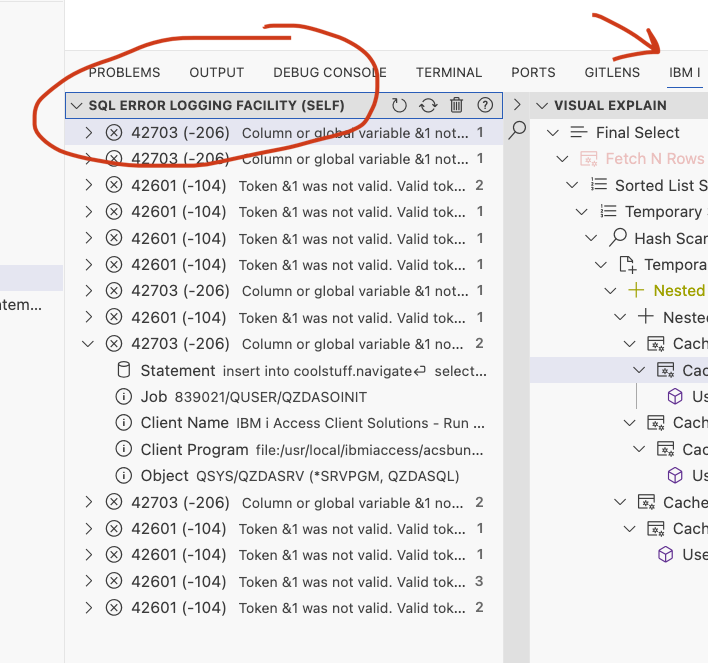 PROBLEMS OUTPUT DEBUG CONSOLE TERMINAL PORTS GITLENS IBM I
SQL ERROR LOGGING FACILITY (SELF)
42703 (-206) Column or global variable &1 not... 1
42703 (-206) Column or global variable &1 not... 1
42601 (-104) Token &1 was not valid. Valid tok... 2
42601 (-104) Token &1 was not valid. Valid tok... 1
42601 (-104) Token &1 was not valid. Valid tok... 1
42601 (-104) Token &1 was not valid. Valid tok... 1
42703 (-206) Column or global variable &1 not... 1
42601 (-104) Token &1 was not valid. Valid tok... 1
42703 (-206) Column or global variable &1 not... 2
Statement insert into coolstuff.navigate⏎ select...
Job 839021/QUSER/QZDASOINIT
Client Name IBM i Access Client Solutions - Run ...
Client Program file:/usr/local/ibmiaccess/acsbun...
Object QSYS/QZDASRV (*SRVPGM, QZDASQL)
42703 (-206) Column or global variable &1 not... 2
42601 (-104) Token &1 was not valid. Valid tok... 1
42601 (-104) Token &1 was not valid. Valid tok... 1
42601 (-104) Token &1 was not valid. Valid tok... 3
42601 (-104) Token &1 was not valid. Valid tok... 2
VISUAL EXPLAIN
Final Select
Fetch N Rows
Sorted List S
Temporary
Hash Scan
Tempora
Nested
Neste
Cach
Cac
Us
Cach
Cac
Us
Cache
Cach
Use
atem...